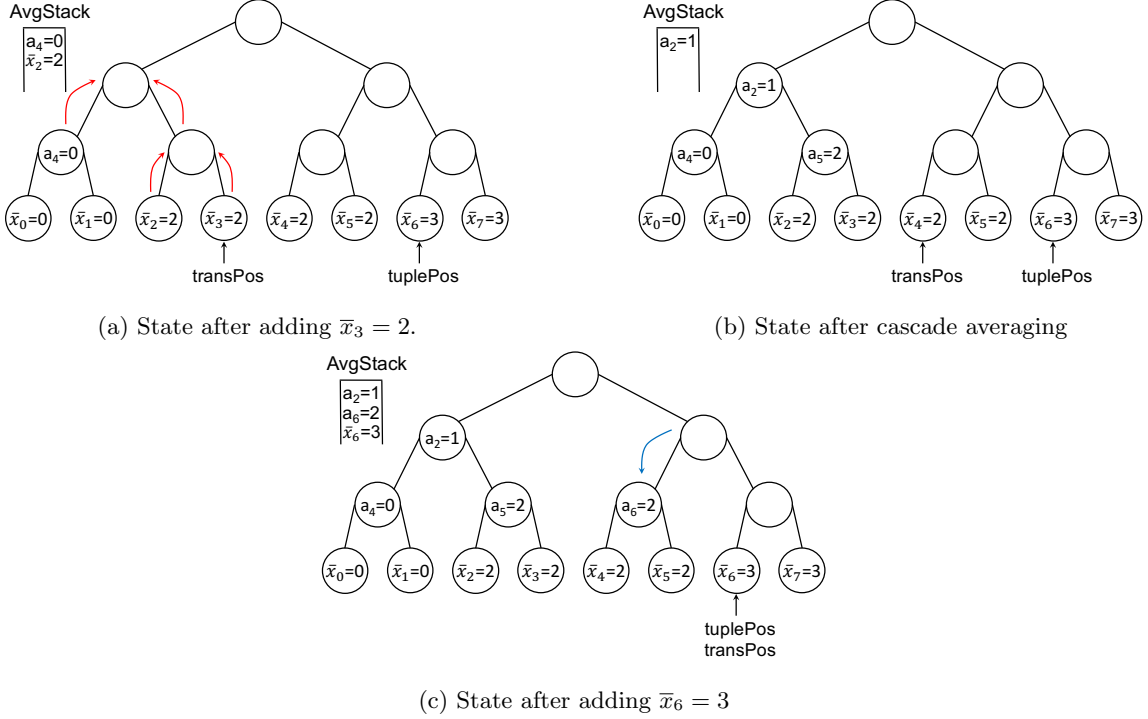 AvgStack
a₄=0
x̄₂=2
a₄=0
x̄₀=0 x̄₁=0 x̄₂=2 x̄₃=2 x̄₄=2 x̄₅=2 x̄₆=3 x̄₇=3
transPos tuplePos
(a) State after adding x̄₃ = 2.
AvgStack
a₂=1
a₂=1
a₄=0 a₅=2
x̄₀=0 x̄₁=0 x̄₂=2 x̄₃=2 x̄₄=2 x̄₅=2 x̄₆=3 x̄₇=3
transPos tuplePos
(b) State after cascade averaging
AvgStack
a₂=1
a₆=2
x̄₆=3
a₂=1
a₄=0 a₅=2 a₆=2
x̄₀=0 x̄₁=0 x̄₂=2 x̄₃=2 x̄₄=2 x̄₅=2 x̄₆=3 x̄₇=3
tuplePos
transPos
(c) State after adding x̄₆ = 3